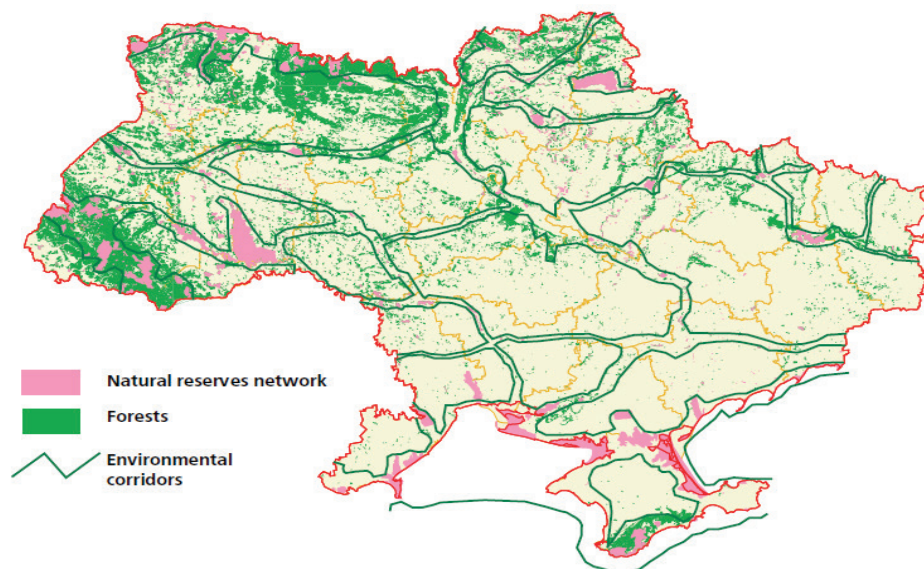 Natural reserves network
Forests
Environmental
corridors